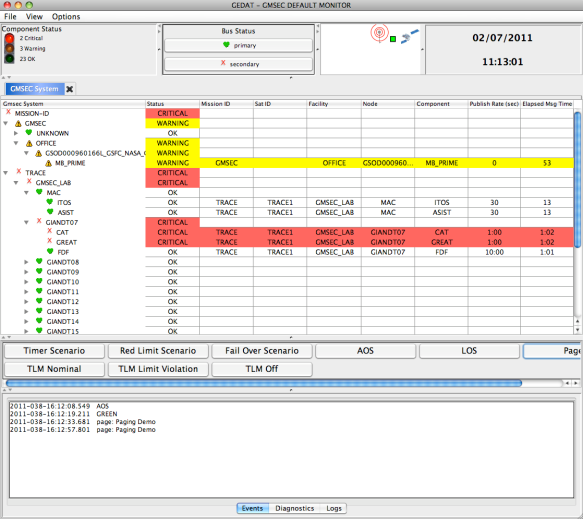 GEDAT - GMSEC DEFAULT MONITOR
File View Options
Component Status
2 Critical
3 Warning
23 OK
Bus Status
primary
secondary
02/07/2011
11:13:01
GMSEC System
Gmsec System Status Mission ID Sat ID Facility Node Component Publish Rate (sec) Elapsed Msg Time
MISSION-ID CRITICAL
GMSEC WARNING
UNKNOWN OK
OFFICE WARNING
GSOD000960166L_GSFC_NASA_ WARNING
MB_PRIME WARNING GMSEC OFFICE GSOD000960... MB_PRIME 0 53
TRACE CRITICAL
GMSEC_LAB CRITICAL
MAC OK
ITOS OK TRACE TRACE1 GMSEC_LAB MAC ITOS 30 13
ASIST OK TRACE TRACE1 GMSEC_LAB MAC ASIST 30 13
GIANDT07 CRITICAL
CAT CRITICAL TRACE TRACE1 GMSEC_LAB GIANDT07 CAT 1:00 1:02
GREAT CRITICAL TRACE TRACE1 GMSEC_LAB GIANDT07 GREAT 1:00 1:02
FDF OK TRACE TRACE1 GMSEC_LAB GIANDT07 FDF 10:00 1:01
GIANDT08 OK
GIANDT09 OK
GIANDT10 OK
GIANDT11 OK
GIANDT12 OK
GIANDT13 OK
GIANDT14 OK
GIANDT15 OK
Timer Scenario Red Limit Scenario Fail Over Scenario AOS LOS Page
TLM Nominal TLM Limit Violation TLM Off
2011-038-16:12:08.549 AOS
2011-038-16:12:19.211 GREEN
2011-038-16:12:33.681 page: Paging Demo
2011-038-16:12:57.801 page: Paging Demo
Events Diagnostics Logs